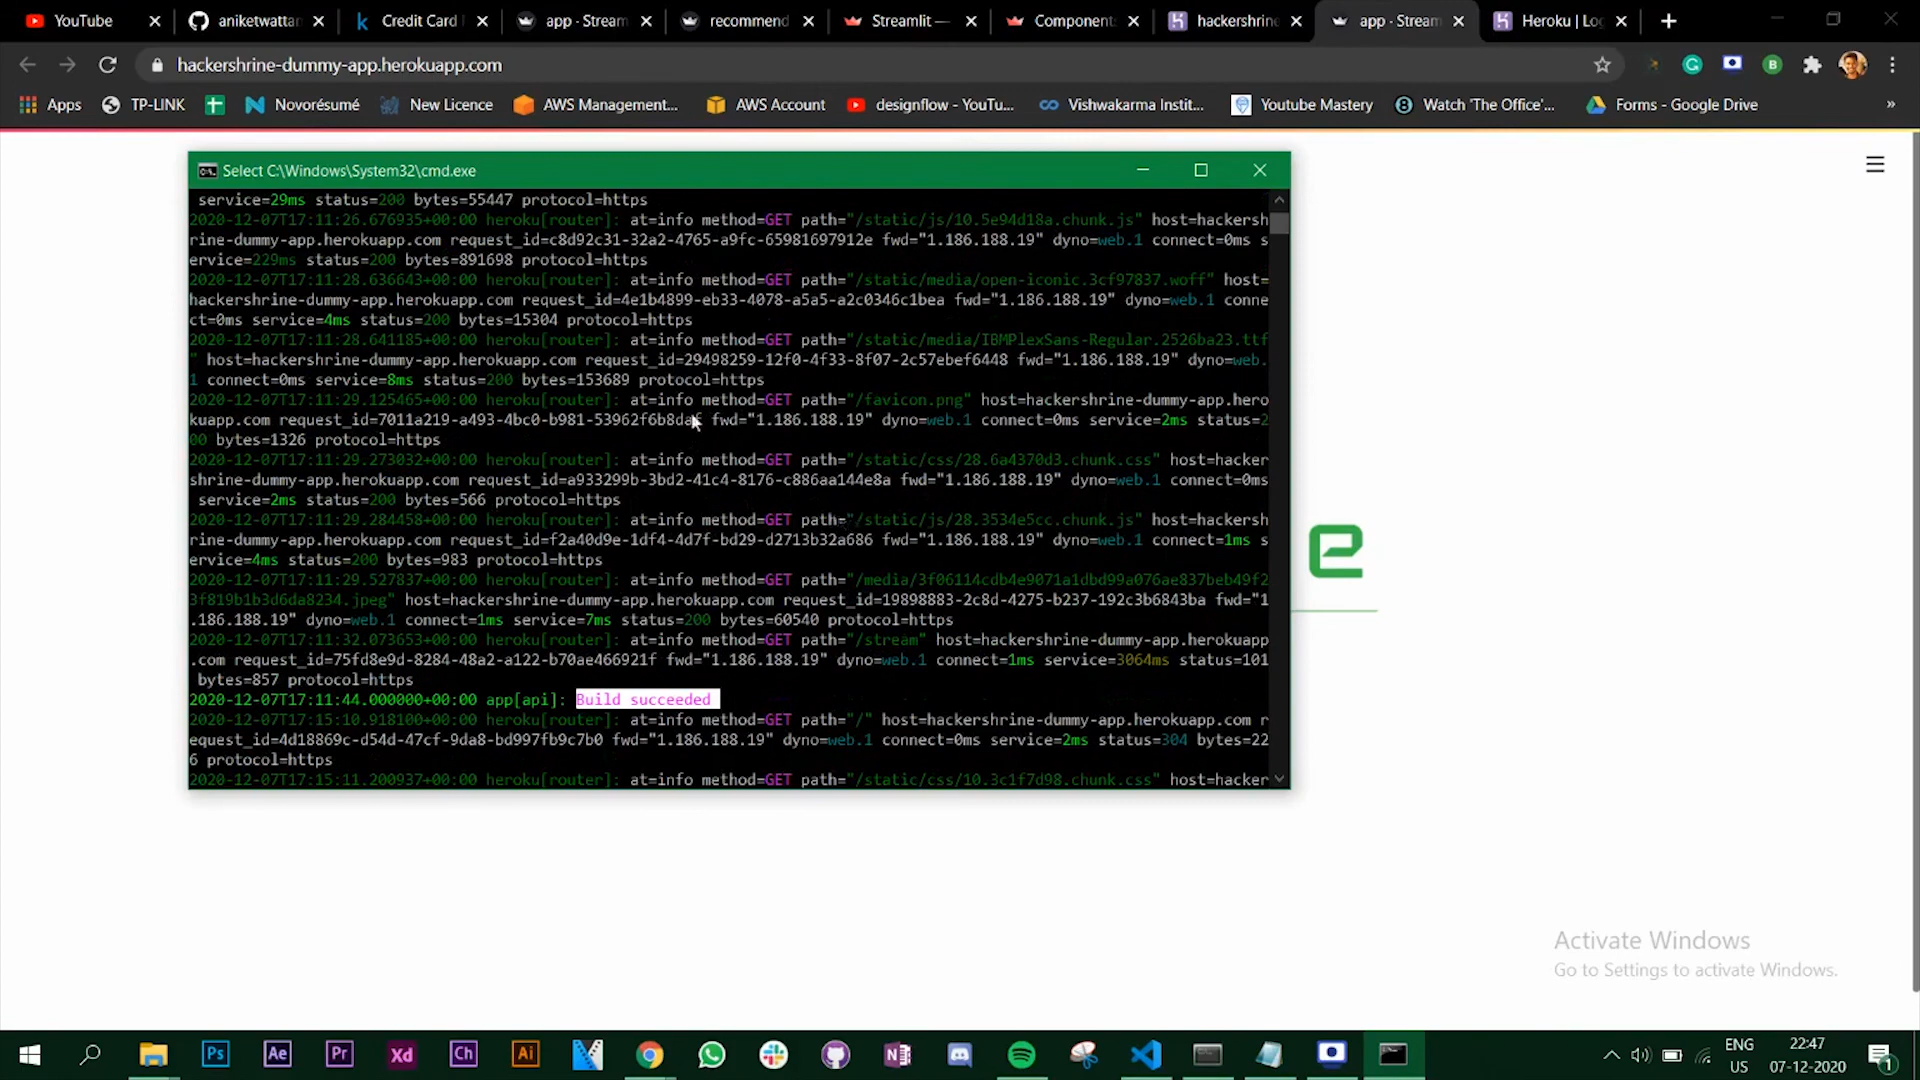 YouTube
aniketwattan
Credit Card
app · Stream
recommend
Streamlit —
Component
hackershrine
app · Stream
Heroku | Lo
hackershrine-dummy-app.herokuapp.com
Apps
TP-LINK
Novorésumé
New Licence
AWS Management...
AWS Account
designflow - YouTu...
Vishwakarma Instit...
Youtube Mastery
Watch 'The Office'...
Forms - Google Drive
»
Select C:\Windows\System32\cmd.exe
service=29ms status=200 bytes=55447 protocol=https
2020-12-07T17:11:26.676935+00:00 heroku[router]: at=info method=GET path="/static/js/10.5e94d18a.chunk.js" host=hackersh
rine-dummy-app.herokuapp.com request_id=c8d92c31-32a2-4765-a9fc-65981697912e fwd="1.186.188.19" dyno=web.1 connect=0ms s
ervice=229ms status=200 bytes=891698 protocol=https
2020-12-07T17:11:28.636643+00:00 heroku[router]: at=info method=GET path="/static/media/open-iconic.3cf97837.woff" host=
hackershrine-dummy-app.herokuapp.com request_id=4e1b4899-eb33-4078-a5a5-a2c0346c1bea fwd="1.186.188.19" dyno=web.1 conne
ct=0ms service=4ms status=200 bytes=15304 protocol=https
2020-12-07T17:11:28.641185+00:00 heroku[router]: at=info method=GET path="/static/media/IBMPlexSans-Regular.2526ba23.ttf
" host=hackershrine-dummy-app.herokuapp.com request_id=29498259-12f0-4f33-8f07-2c57ebef6448 fwd="1.186.188.19" dyno=web.
1 connect=0ms service=8ms status=200 bytes=153689 protocol=https
2020-12-07T17:11:29.125465+00:00 heroku[router]: at=info method=GET path="/favicon.png" host=hackershrine-dummy-app.hero
kuapp.com request_id=7011a219-a493-4bc0-b981-53962f6b8daf fwd="1.186.188.19" dyno=web.1 connect=0ms service=2ms status=2
00 bytes=1326 protocol=https
2020-12-07T17:11:29.273032+00:00 heroku[router]: at=info method=GET path="/static/css/28.6a4370d3.chunk.css" host=hacker
shrine-dummy-app.herokuapp.com request_id=a933299b-3bd2-41c4-8176-c886aa144e8a fwd="1.186.188.19" dyno=web.1 connect=0ms
service=2ms status=200 bytes=566 protocol=https
2020-12-07T17:11:29.284458+00:00 heroku[router]: at=info method=GET path="/static/js/28.3534e5cc.chunk.js" host=hackersh
rine-dummy-app.herokuapp.com request_id=f2a40d9e-1df4-4d7f-bd29-d2713b32a686 fwd="1.186.188.19" dyno=web.1 connect=1ms s
ervice=4ms status=200 bytes=983 protocol=https
2020-12-07T17:11:29.527837+00:00 heroku[router]: at=info method=GET path="/media/3f06114cdb4e9071a1dbd99a076ae837beb49f2
3f819b1b3d6da8234.jpeg" host=hackershrine-dummy-app.herokuapp.com request_id=19898883-2c8d-4275-b237-192c3b6843ba fwd="1
.186.188.19" dyno=web.1 connect=1ms service=7ms status=200 bytes=60540 protocol=https
2020-12-07T17:11:32.073653+00:00 heroku[router]: at=info method=GET path="/stream" host=hackershrine-dummy-app.herokuapp
.com request_id=75fd8e9d-8284-48a2-a122-b70ae466921f fwd="1.186.188.19" dyno=web.1 connect=1ms service=3064ms status=101
bytes=857 protocol=https
2020-12-07T17:11:44.000000+00:00 app[api]: Build succeeded
2020-12-07T17:15:10.918100+00:00 heroku[router]: at=info method=GET path="/" host=hackershrine-dummy-app.herokuapp.com r
equest_id=4d18869c-d54d-47cf-9da8-bd997fb9c7b0 fwd="1.186.188.19" dyno=web.1 connect=0ms service=2ms status=304 bytes=22
6 protocol=https
2020-12-07T17:15:11.200937+00:00 heroku[router]: at=info method=GET path="/static/css/10.3c1f7d98.chunk.css" host=hacker
e
Activate Windows
Go to Settings to activate Windows.
Ps
Ae
Pr
Xd
Ch
Ai
ENG
US
22:47
07-12-2020
1